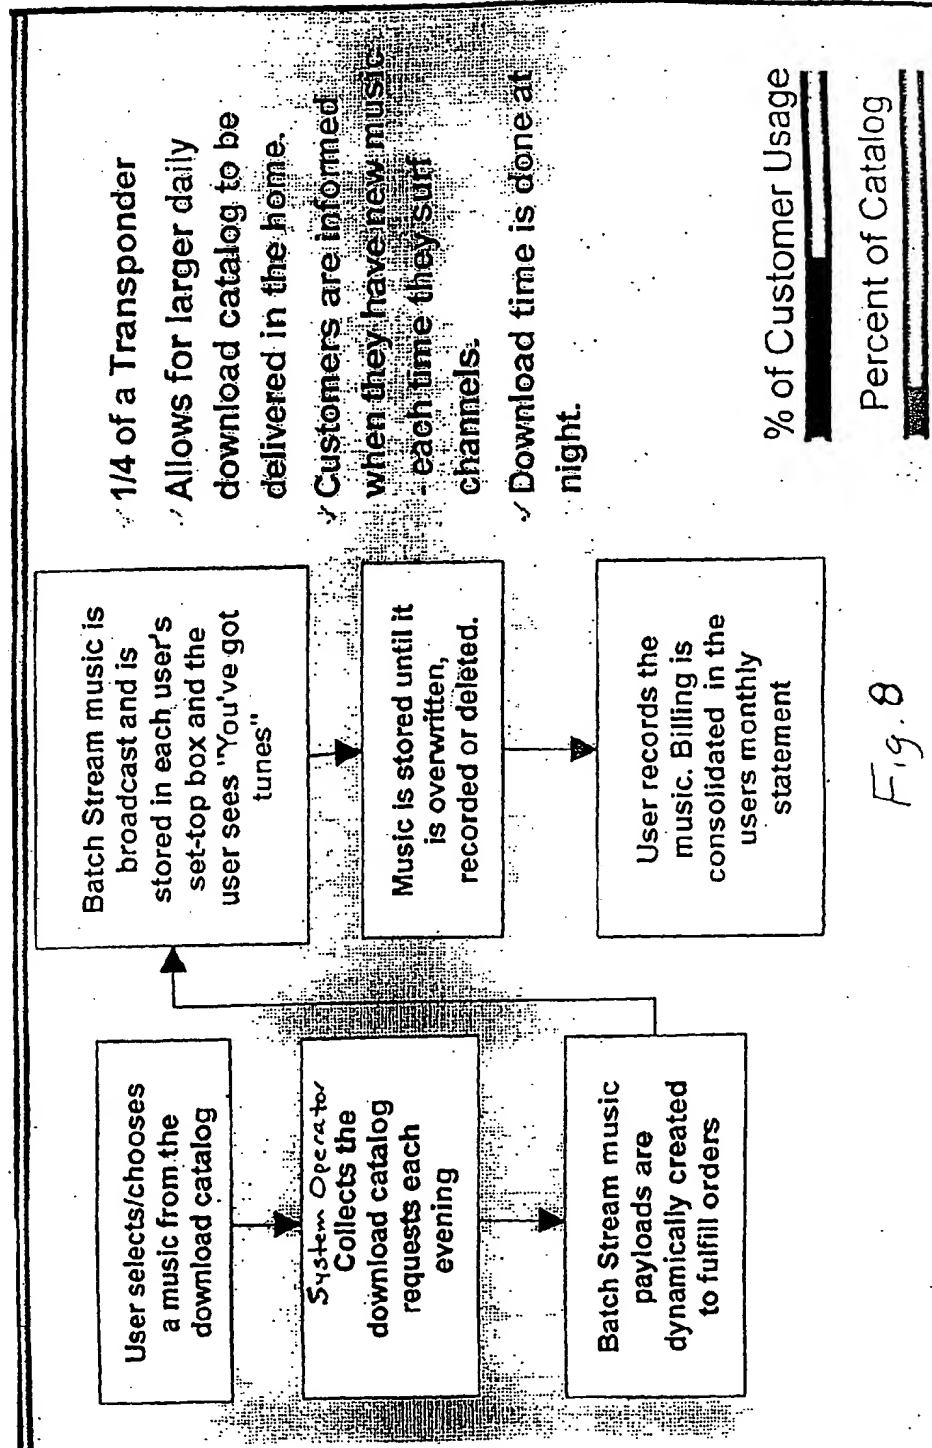 User selects/chooses
a music from the
download catalog
System Operator
Collects the
download catalog
requests each
evening
Batch Stream music
payloads are
dynamically created
to fulfill orders
Batch Stream music is
broadcast and is
stored in each user's
set-top box and the
user sees "You've got
tunes"
Music is stored until it
is overwritten,
recorded or deleted.
User records the
music. Billing is
consolidated in the
users monthly
statement
✓ 1/4 of a Transponder
✓ Allows for larger daily
download catalog to be
delivered in the home.
✓ Customers are informed
when they have new music
- each time they surf
channels.
✓ Download time is done at
night.
% of Customer Usage
Percent of Catalog
Fig. 8